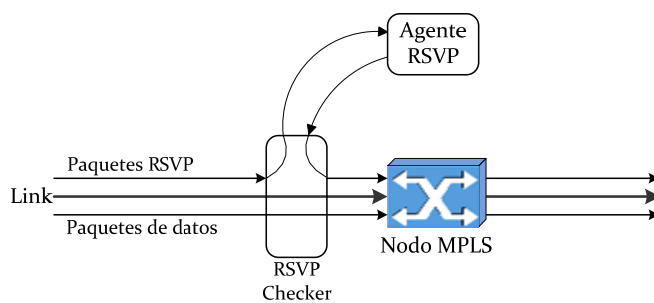 Agente
RSVP
Paquetes RSVP
Link
Paquetes de datos
Nodo MPLS
RSVP
Checker